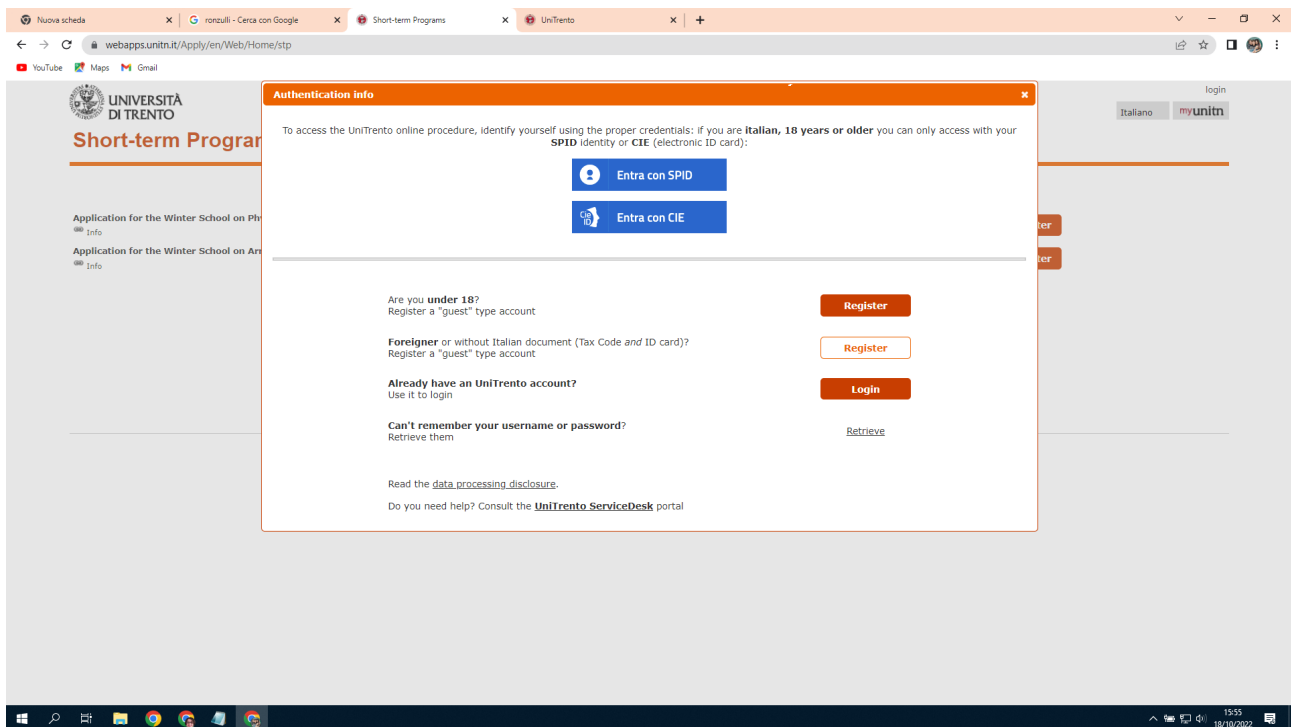 Nuova scheda
ronzulli - Cerca con Google
Short-term Programs
UniTrento
webapps.unitn.it/Apply/en/Web/Home/stp
YouTube Maps Gmail
UNIVERSITÀ
DI TRENTO
login
Italiano myunitn
Short-term Program
Authentication info
To access the UniTrento online procedure, identify yourself using the proper credentials: if you are italian, 18 years or older you can only access with your
SPID identity or CIE (electronic ID card):
Entra con SPID
Cie ID Entra con CIE
Application for the Winter School on Ph
Info
ter
Application for the Winter School on
Info
ter
Are you under 18?
Register a "guest" type account
Register
Foreigner or without Italian document (Tax Code and ID card)?
Register a "guest" type account
Register
Already have an UniTrento account?
Use it to login
Login
Can't remember your username or password?
Retrieve them
Retrieve
Read the data processing disclosure.
Do you need help? Consult the UniTrento ServiceDesk portal
15:55
18/10/2022